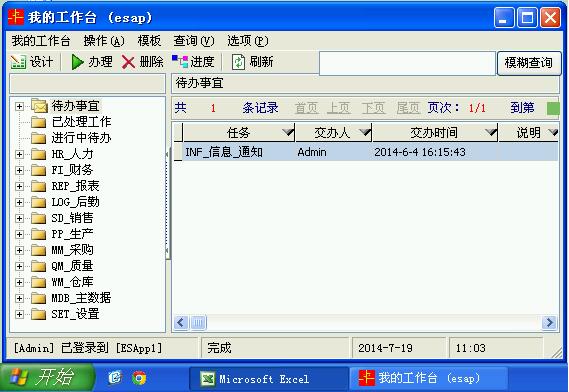 我的工作台 (esap)
我的工作台 操作(A) 模板 查询(V) 选项(P)
设计 办理 删除 进度 刷新 模糊查询
待办事宜
共 1 条记录 首页 上页 下页 尾页 页次: 1/1 到第
任务 交办人 交办时间 说明
INF_信息_通知 Admin 2014-6-4 16:15:43
待办事宜
已处理工作
进行中待办
HR_人力
FI_财务
REP_报表
LOG_后勤
SD_销售
PP_生产
MM_采购
QM_质量
WM_仓库
MDB_主数据
SET_设置
[Admin] 已登录到 [ESApp1] 完成 2014-7-19 11:03
开始 Microsoft Excel 我的工作台 (esap)